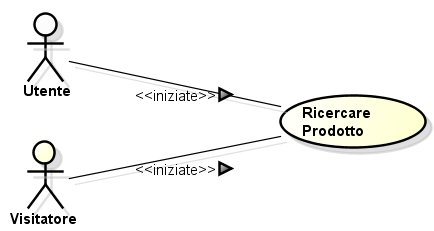 Utente
<<iniziate>>
Ricercare
Prodotto
<<iniziate>>
Visitatore